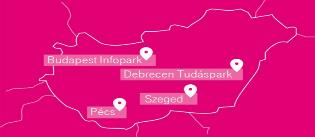 Budapest Infopark
Debrecen Tudáspark
Szeged
Pécs